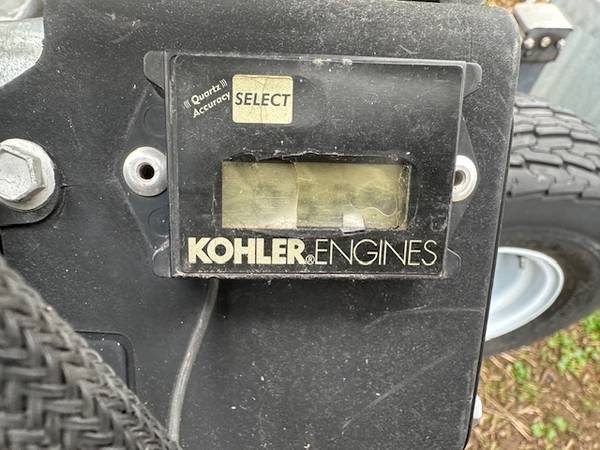 Quartz
Accuracy
SELECT
KOHLER® ENGINES